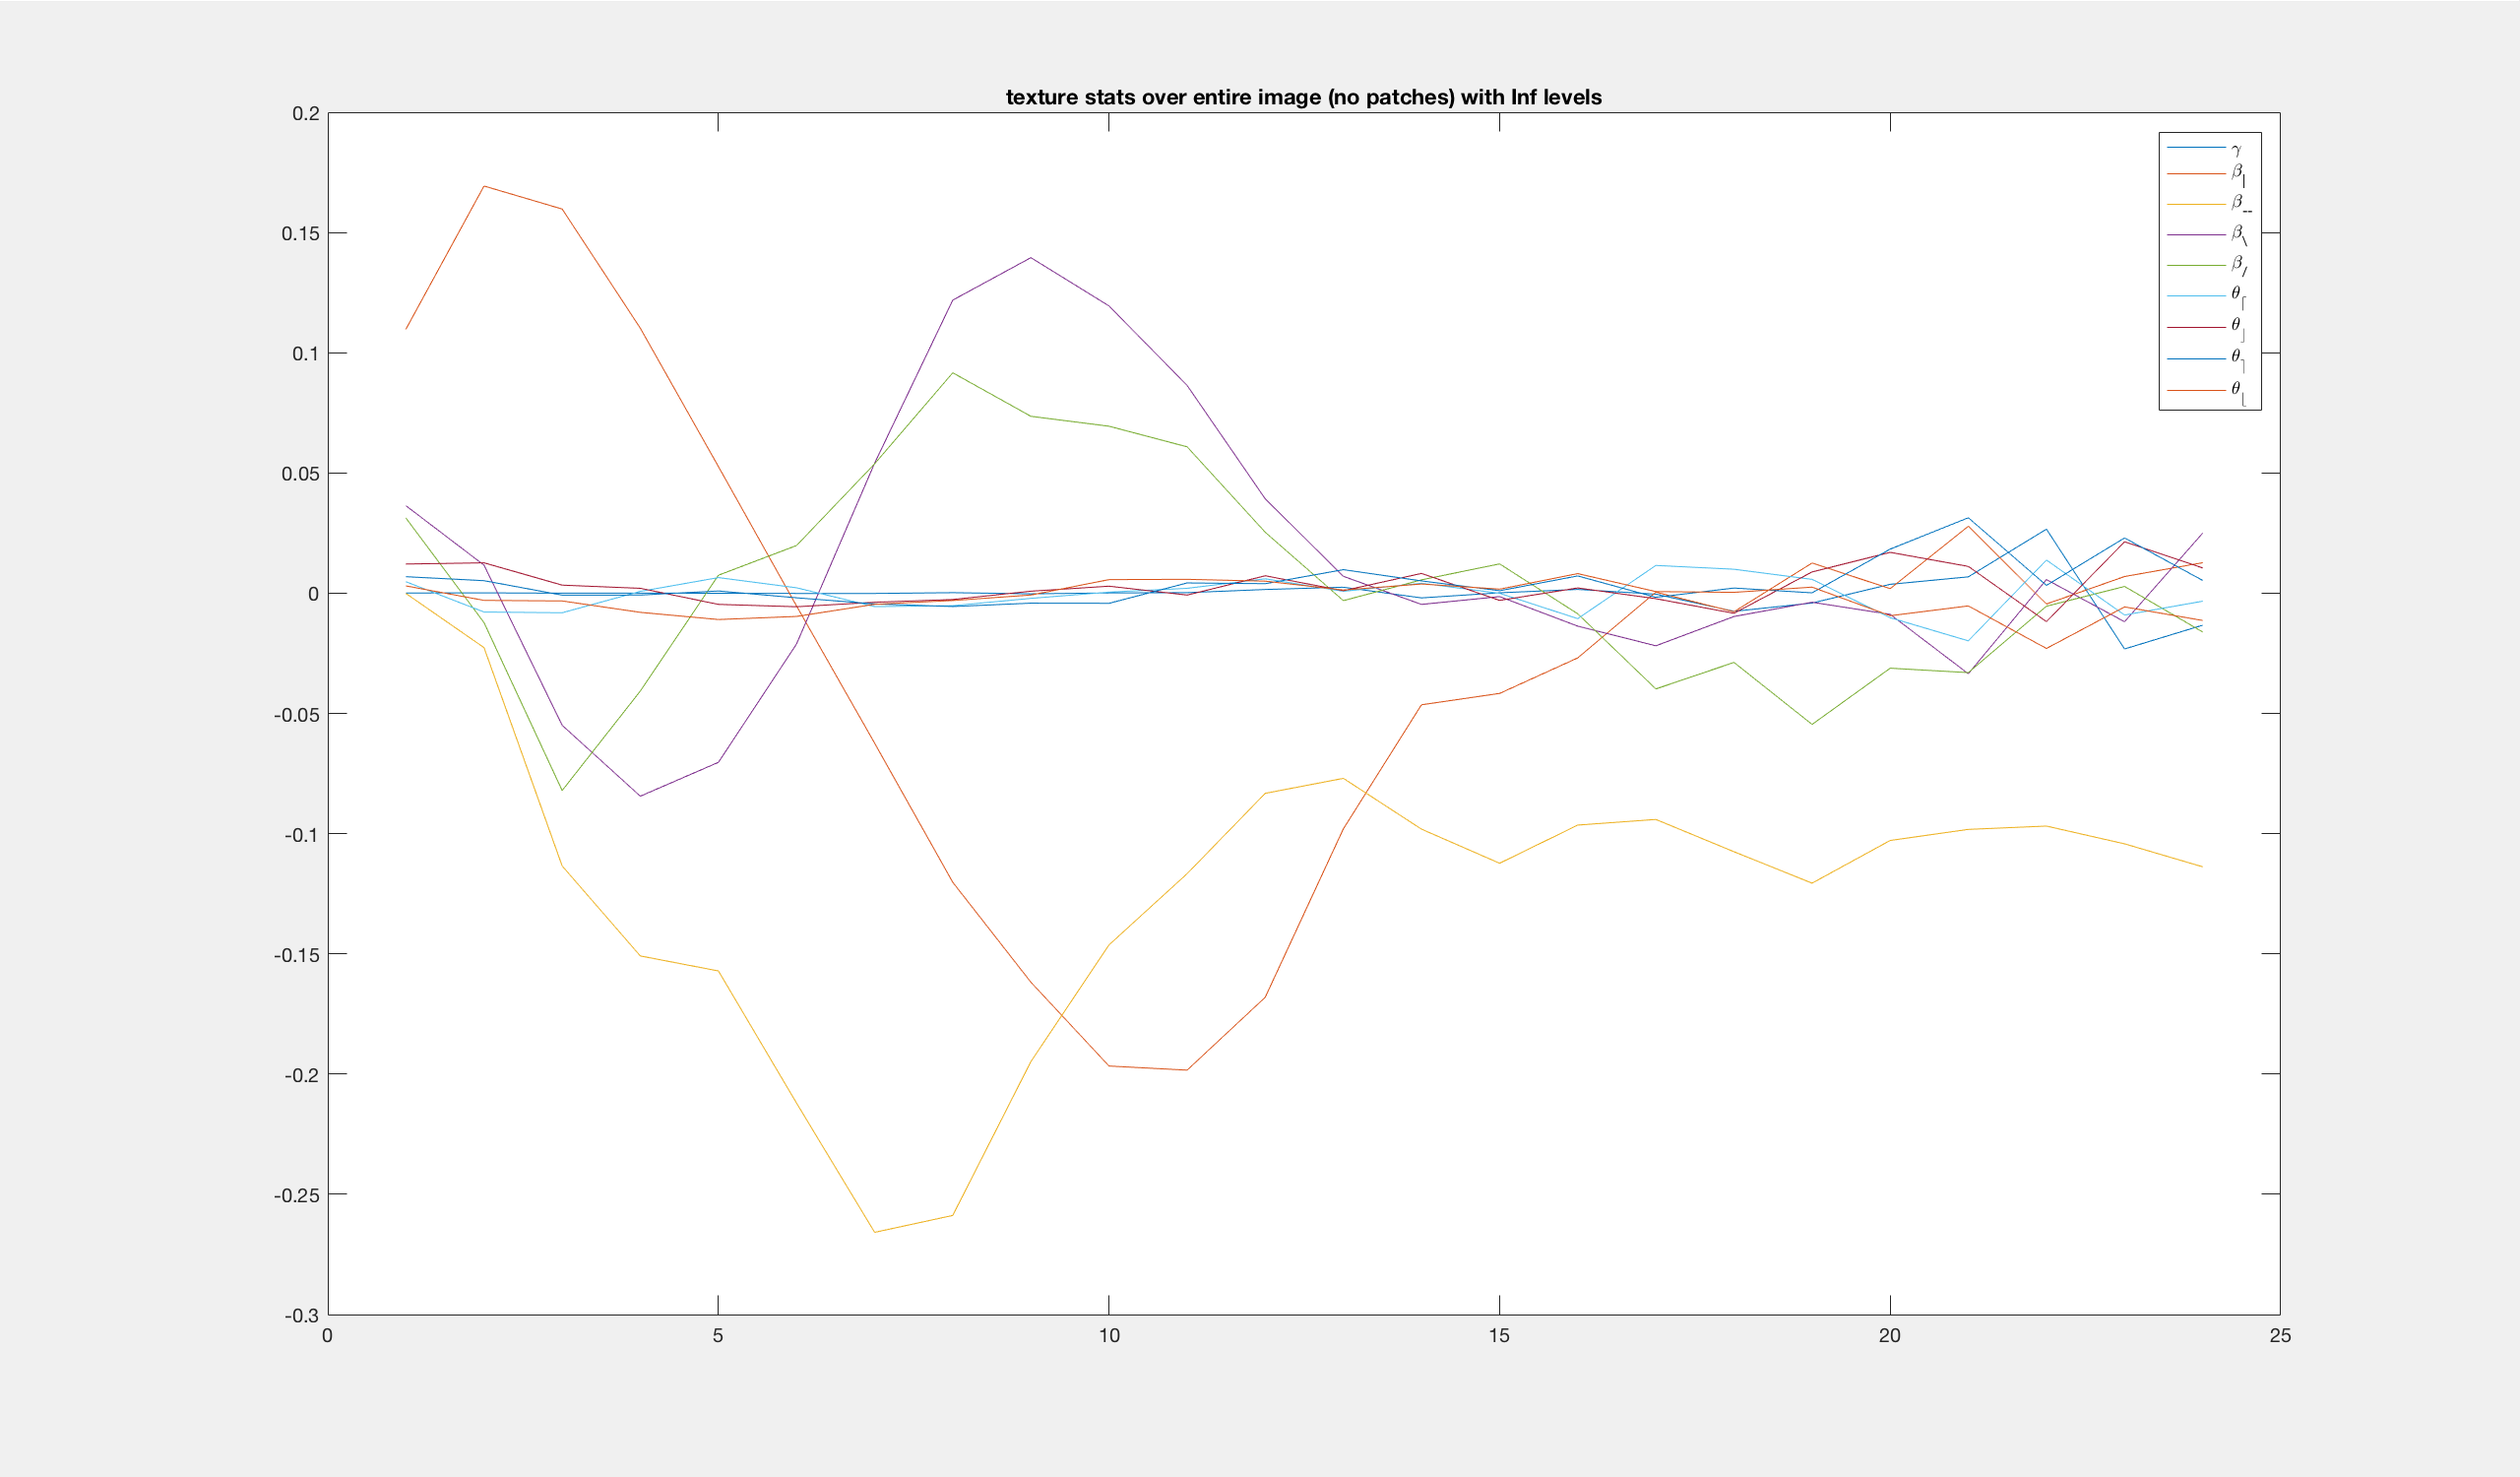 texture stats over entire image (no patches) with Inf levels
0.2
0.15
0.1
0.05
0
-0.05
-0.1
-0.15
-0.2
-0.25
-0.3
0 5 10 15 20 25
γ
β|
β--
β\
β/
θ⌈
θ⌋
θ⌉
θ⌊